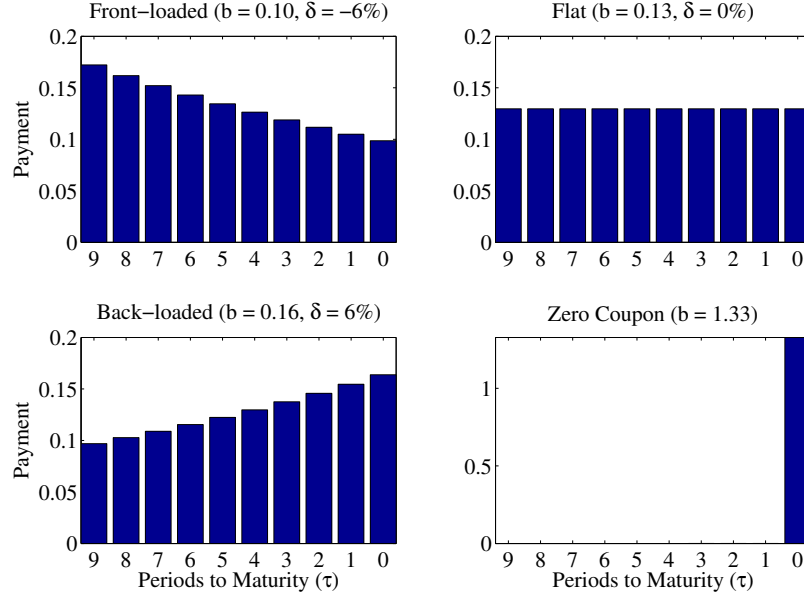 Front−loaded (b = 0.10, δ = −6%)
Payment
0.2
0.15
0.1
0.05
0
9 8 7 6 5 4 3 2 1 0
Flat (b = 0.13, δ = 0%)
0.2
0.15
0.1
0.05
0
9 8 7 6 5 4 3 2 1 0
Back−loaded (b = 0.16, δ = 6%)
Payment
0.2
0.15
0.1
0.05
0
9 8 7 6 5 4 3 2 1 0
Periods to Maturity (τ)
Zero Coupon (b = 1.33)
1
0.5
0
9 8 7 6 5 4 3 2 1 0
Periods to Maturity (τ)